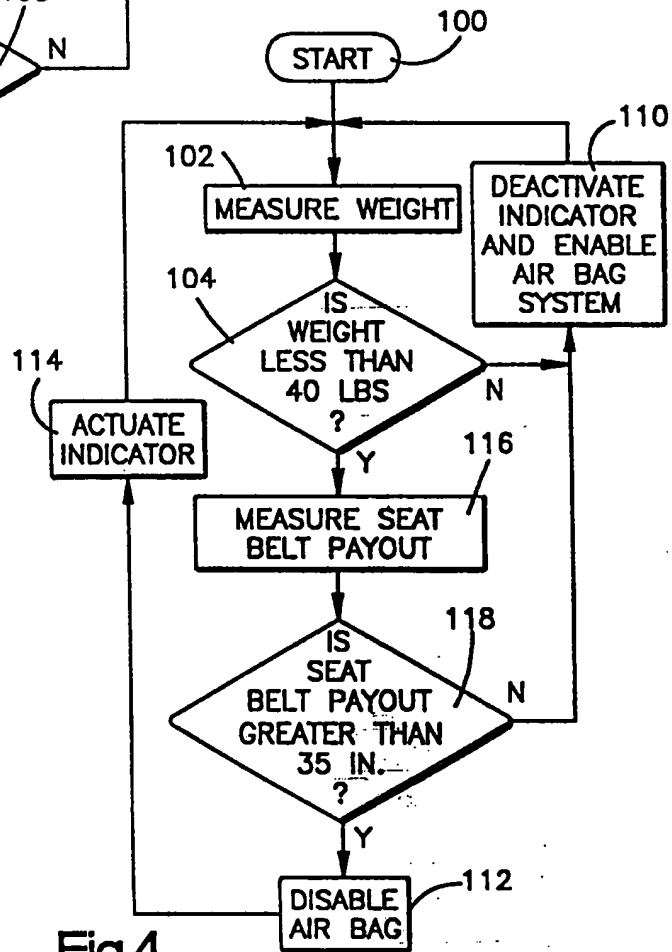 N
100
START
110
102
MEASURE WEIGHT
DEACTIVATE
INDICATOR
AND ENABLE
AIR BAG
SYSTEM
104
IS
WEIGHT
LESS THAN
40 LBS
?
N
Y
114
ACTUATE
INDICATOR
116
MEASURE SEAT
BELT PAYOUT
118
IS
SEAT
BELT PAYOUT
GREATER THAN
35 IN.
?
N
Y
112
DISABLE
AIR BAG
Fig.4